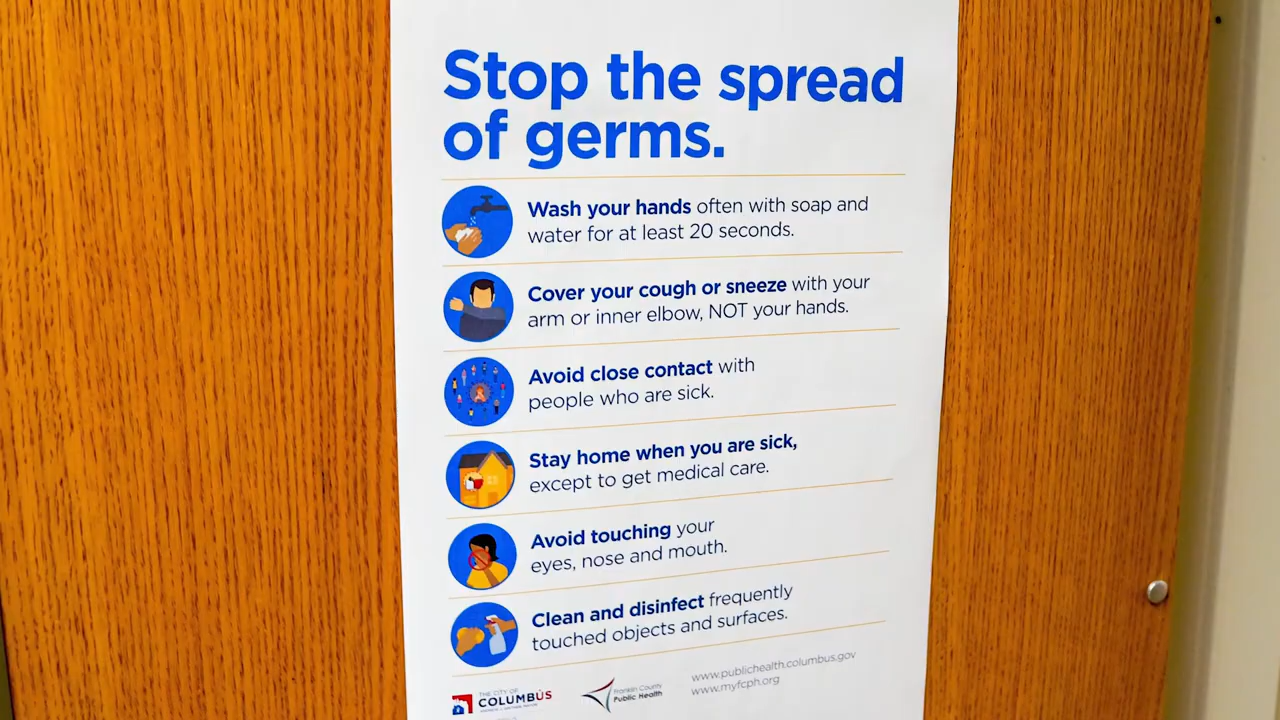 Stop the spread
of germs.
Wash your hands often with soap and
water for at least 20 seconds.
Cover your cough or sneeze with your
arm or inner elbow, NOT your hands.
Avoid close contact with
people who are sick.
Stay home when you are sick,
except to get medical care.
Avoid touching your
eyes, nose and mouth.
Clean and disinfect frequently
touched objects and surfaces.
THE CITY OF
COLUMBUS
Franklin County
Public Health
www.publichealth.columbus.gov
www.myfcph.org